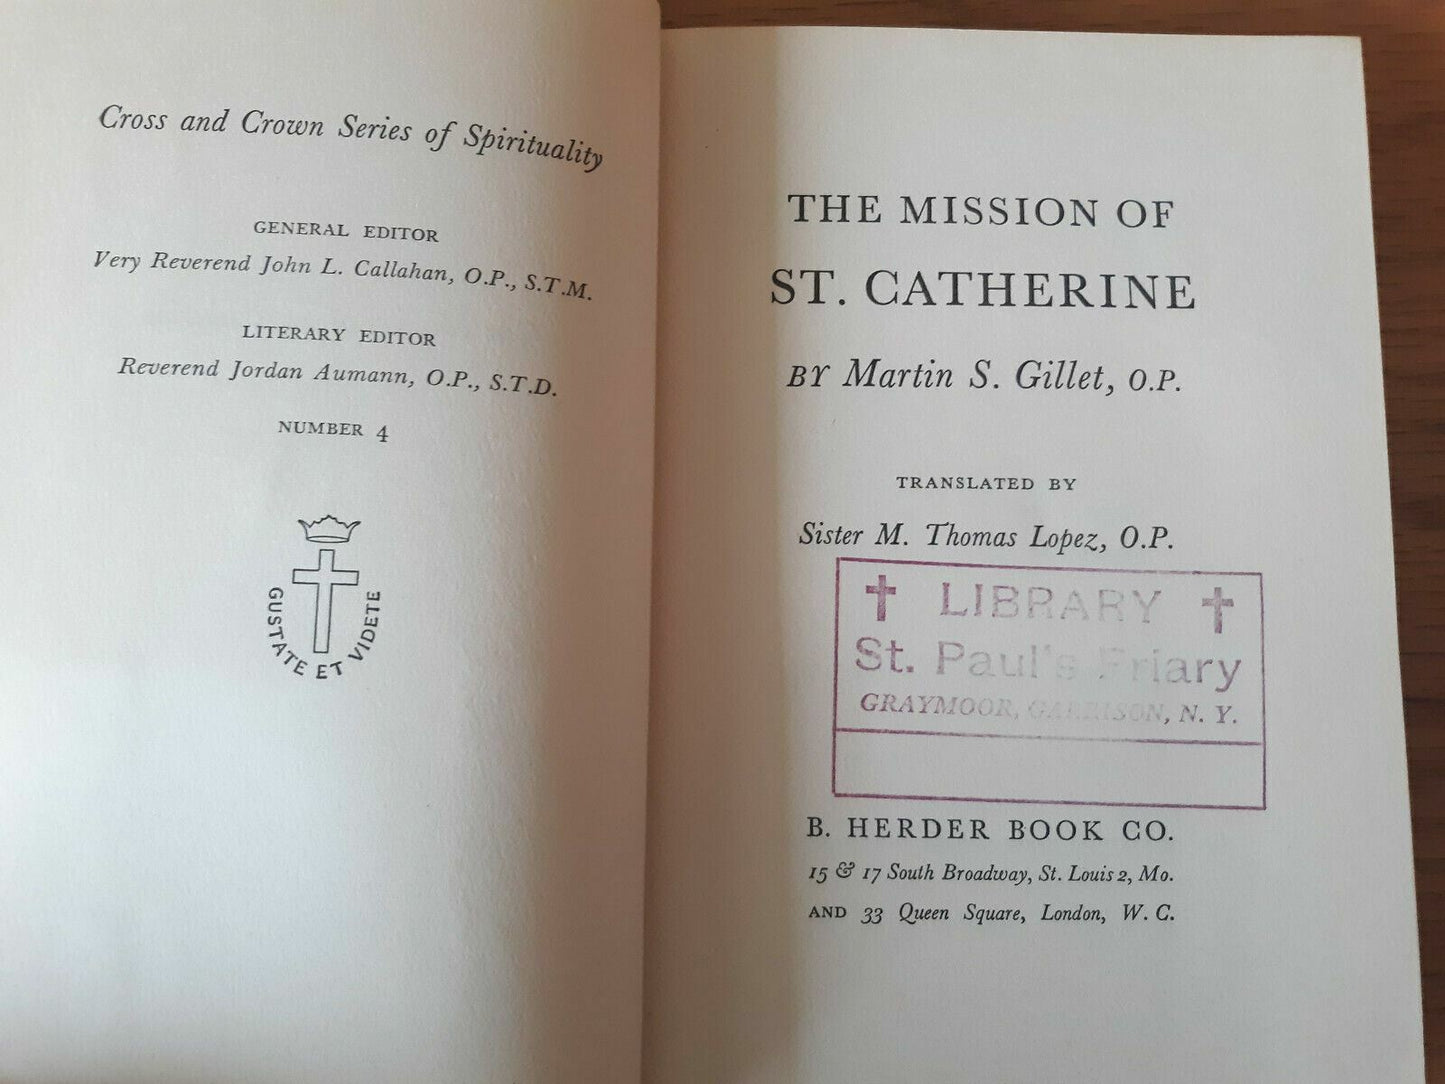 Cross and Crown Series of Spirituality
GENERAL EDITOR
Very Reverend John L. Callahan, O.P., S.T.M.
LITERARY EDITOR
Reverend Jordan Aumann, O.P., S.T.D.
NUMBER 4
GUSTATE ET VIDETE
THE MISSION OF
ST. CATHERINE
BY Martin S. Gillet, O.P.
TRANSLATED BY
Sister M. Thomas Lopez, O.P.
LIBRARY
St. Paul's Friary
GRAYMOOR, GARRISON, N. Y.
B. HERDER BOOK CO.
15 & 17 South Broadway, St. Louis 2, Mo.
AND 33 Queen Square, London, W. C.